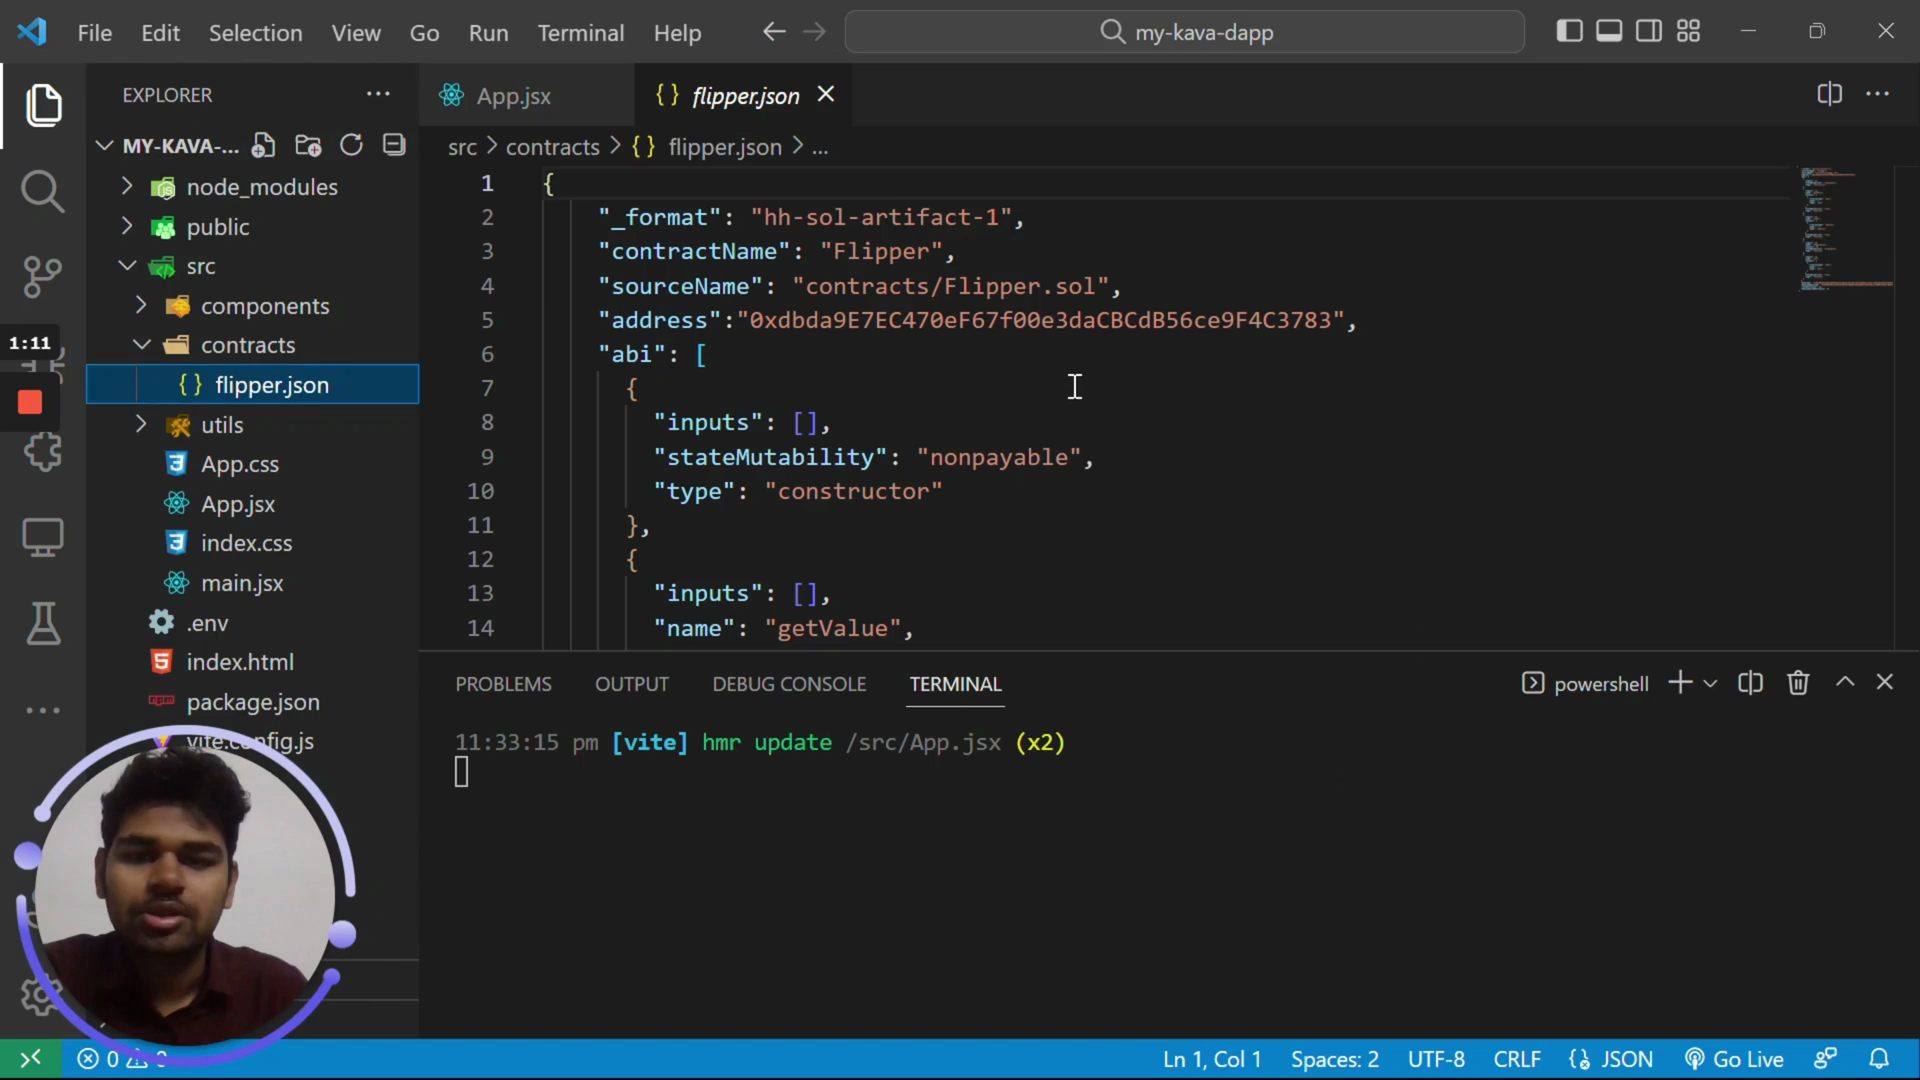 File Edit Selection View Go Run Terminal Help
my-kava-dapp
EXPLORER
MY-KAVA-...
node_modules
public
src
components
contracts
flipper.json
utils
App.css
App.jsx
index.css
main.jsx
.env
index.html
package.json
vite.config.js
1:11
App.jsx
{} flipper.json
src > contracts > {} flipper.json > ...
1 {
2 "_format": "hh-sol-artifact-1",
3 "contractName": "Flipper",
4 "sourceName": "contracts/Flipper.sol",
5 "address":"0xdbda9E7EC470eF67f00e3daCBCdB56ce9F4C3783",
6 "abi": [
7 {
8 "inputs": [],
9 "stateMutability": "nonpayable",
10 "type": "constructor"
11 },
12 {
13 "inputs": [],
14 "name": "getValue",
PROBLEMS OUTPUT DEBUG CONSOLE TERMINAL
powershell
11:33:15 pm [vite] hmr update /src/App.jsx (x2)
0
Ln 1, Col 1 Spaces: 2 UTF-8 CRLF {} JSON Go Live